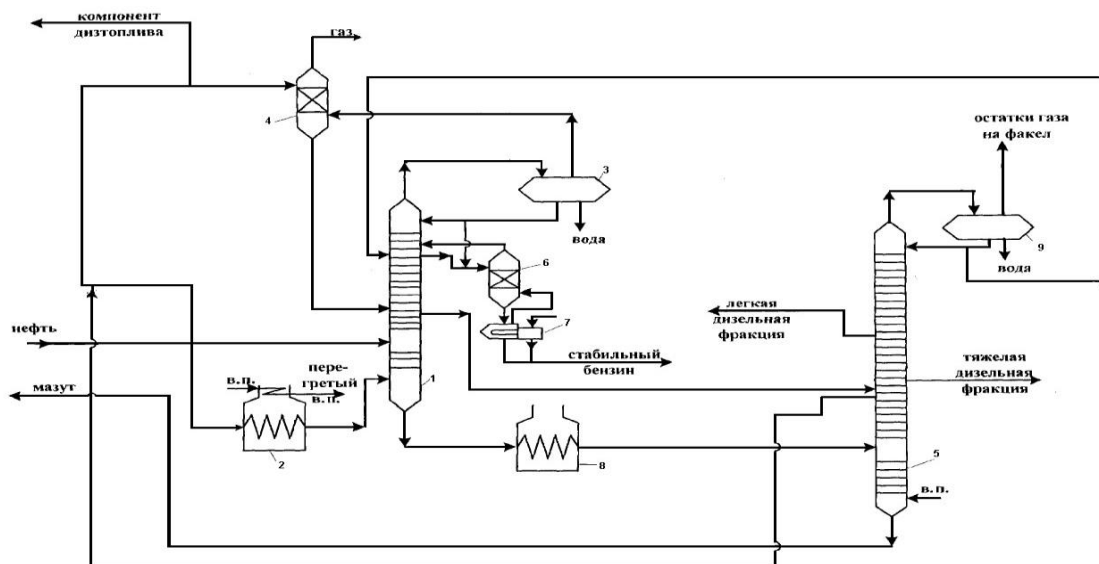 компонент
дизтоплива
газ
4
3
вода
остатки газа
на факел
9
вода
6
7
нефть
легкая
дизельная
фракция
стабильный
бензин
тяжелая
дизельная
фракция
мазут
в.п.
пере-
гретый
в.п.
1
2
8
5
в.п.